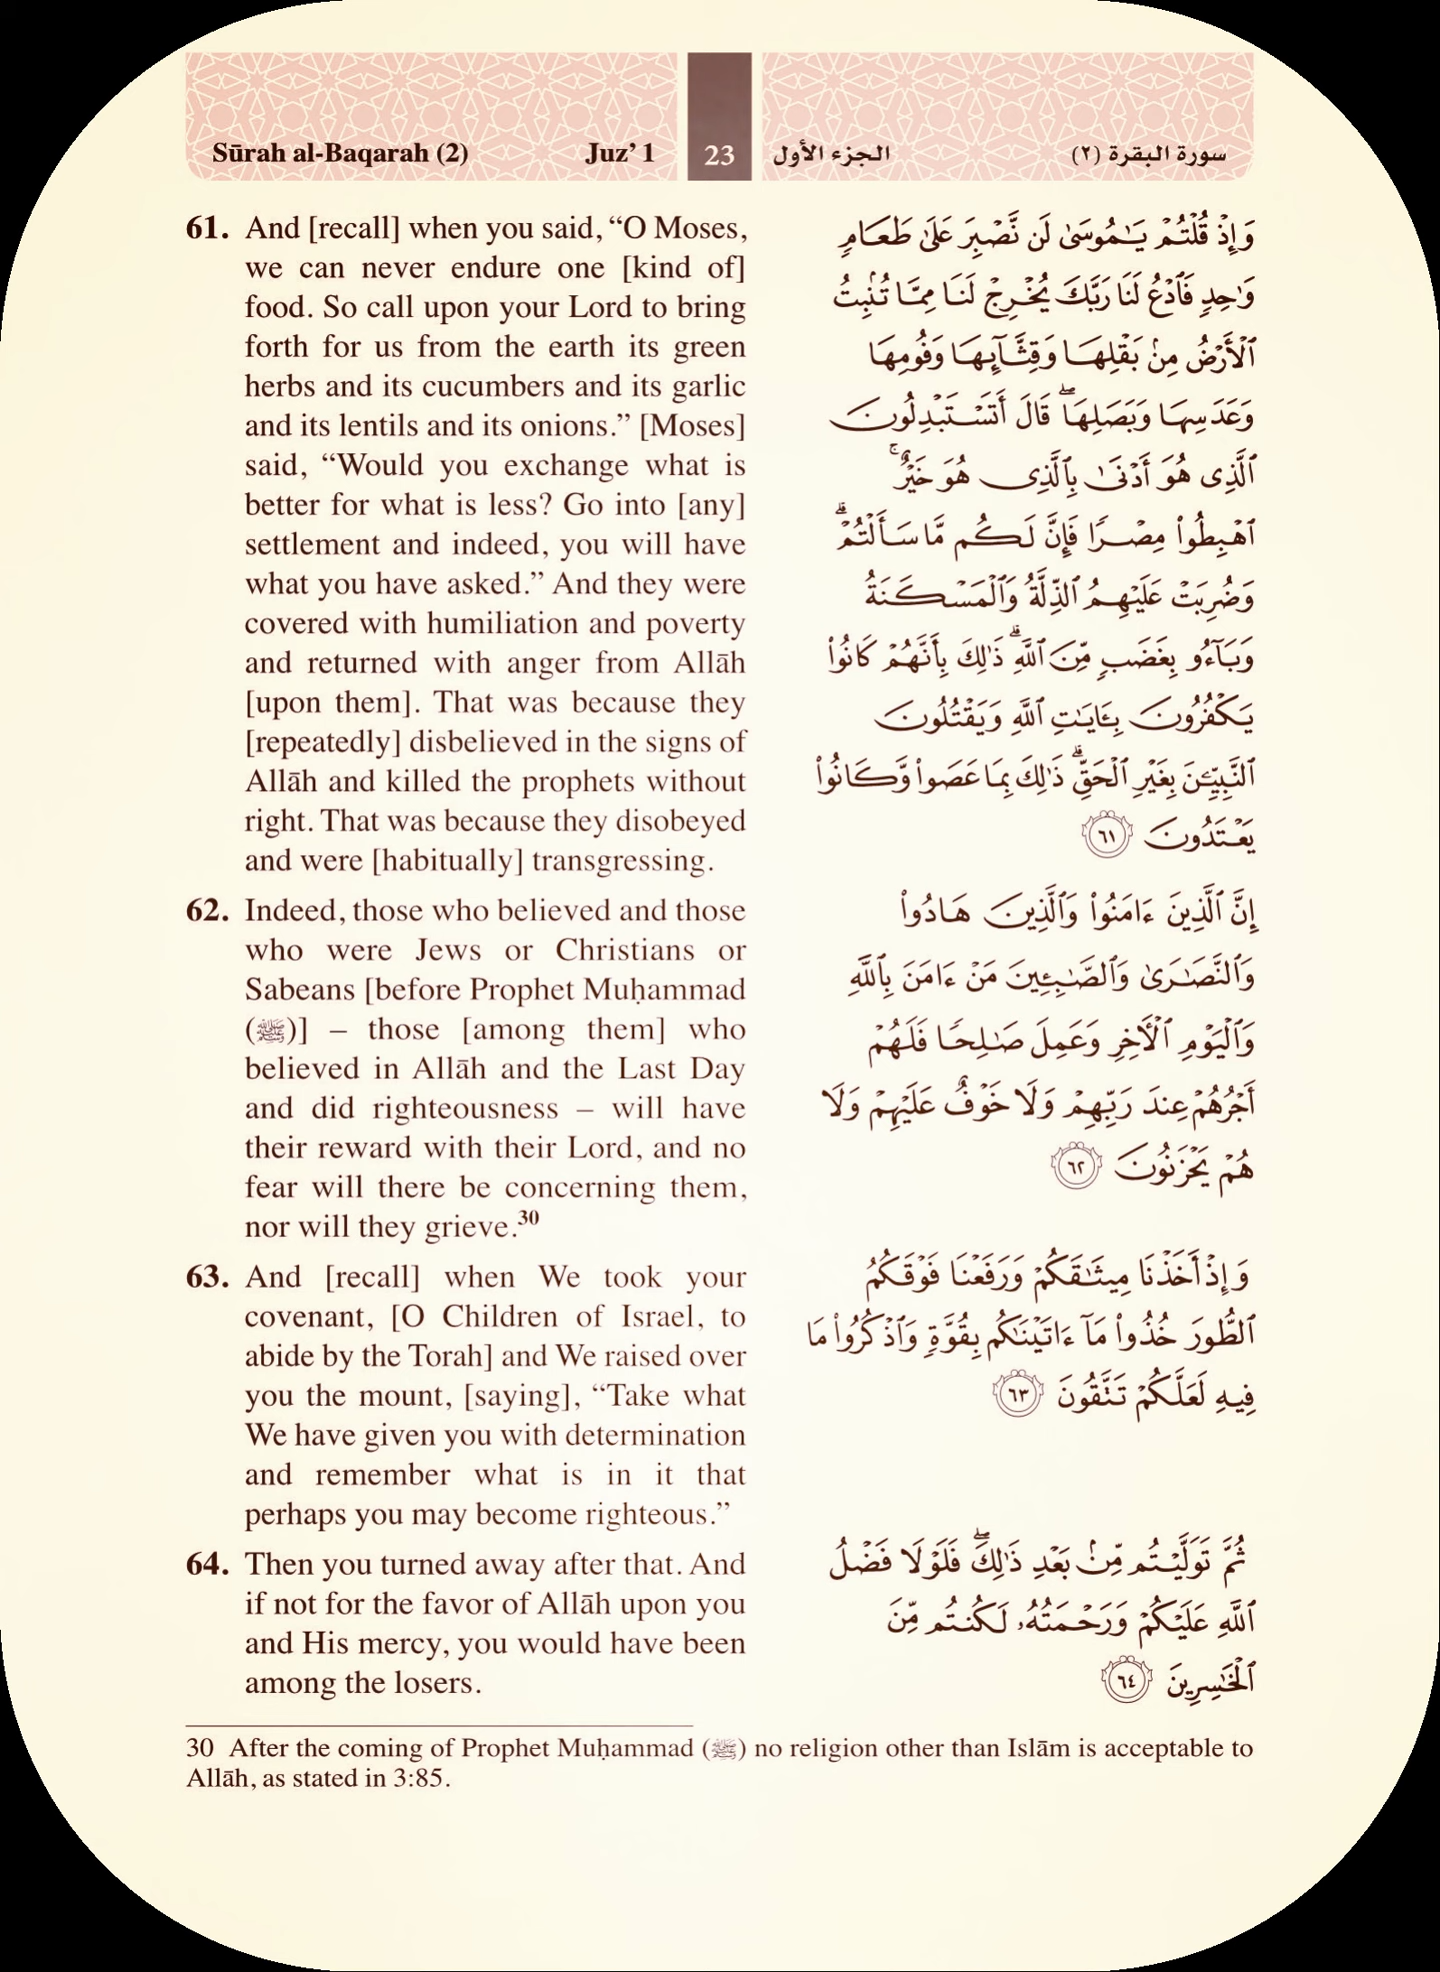 Sūrah al-Baqarah (2) Juz’ 1 23 الجزء الأول سورة البقرة (٢)
61. And [recall] when you said, “O Moses,
we can never endure one [kind of]
food. So call upon your Lord to bring
forth for us from the earth its green
herbs and its cucumbers and its garlic
and its lentils and its onions.” [Moses]
said, “Would you exchange what is
better for what is less? Go into [any]
settlement and indeed, you will have
what you have asked.” And they were
covered with humiliation and poverty
and returned with anger from Allāh
[upon them]. That was because they
[repeatedly] disbelieved in the signs of
Allāh and killed the prophets without
right. That was because they disobeyed
and were [habitually] transgressing.
وَإِذْ قُلْتُمْ يَـٰمُوسَىٰ لَن نَّصْبِرَ عَلَىٰ طَعَامٍ
وَٰحِدٍ فَٱدْعُ لَنَا رَبَّكَ يُخْرِجْ لَنَا مِمَّا تُنۢبِتُ
ٱلْأَرْضُ مِنۢ بَقْلِهَا وَقِثَّآئِهَا وَفُومِهَا
وَعَدَسِهَا وَبَصَلِهَا ۖ قَالَ أَتَسْتَبْدِلُونَ
ٱلَّذِى هُوَ أَدْنَىٰ بِٱلَّذِى هُوَ خَيْرٌ ۚ
ٱهْبِطُوا۟ مِصْرًا فَإِنَّ لَكُم مَّا سَأَلْتُمْ ۗ
وَضُرِبَتْ عَلَيْهِمُ ٱلذِّلَّةُ وَٱلْمَسْكَنَةُ
وَبَآءُو بِغَضَبٍ مِّنَ ٱللَّهِ ۗ ذَٰلِكَ بِأَنَّهُمْ كَانُوا۟
يَكْفُرُونَ بِـَٔايَـٰتِ ٱللَّهِ وَيَقْتُلُونَ
ٱلنَّبِيِّـۧنَ بِغَيْرِ ٱلْحَقِّ ۗ ذَٰلِكَ بِمَا عَصَوا۟ وَّكَانُوا۟
يَعْتَدُونَ ٦١
62. Indeed, those who believed and those
who were Jews or Christians or
Sabeans [before Prophet Muḥammad
(ﷺ)] – those [among them] who
believed in Allāh and the Last Day
and did righteousness – will have
their reward with their Lord, and no
fear will there be concerning them,
nor will they grieve.30
إِنَّ ٱلَّذِينَ ءَامَنُوا۟ وَٱلَّذِينَ هَادُوا۟
وَٱلنَّصَـٰرَىٰ وَٱلصَّـٰبِـِٔينَ مَنْ ءَامَنَ بِٱللَّهِ
وَٱلْيَوْمِ ٱلْـَٔاخِرِ وَعَمِلَ صَـٰلِحًا فَلَهُمْ
أَجْرُهُمْ عِندَ رَبِّهِمْ وَلَا خَوْفٌ عَلَيْهِمْ وَلَا
هُمْ يَحْزَنُونَ ٦٢
63. And [recall] when We took your
covenant, [O Children of Israel, to
abide by the Torah] and We raised over
you the mount, [saying], “Take what
We have given you with determination
and remember what is in it that
perhaps you may become righteous.”
وَإِذْ أَخَذْنَا مِيثَـٰقَكُمْ وَرَفَعْنَا فَوْقَكُمُ
ٱلطُّورَ خُذُوا۟ مَآ ءَاتَيْنَـٰكُم بِقُوَّةٍ وَٱذْكُرُوا۟ مَا
فِيهِ لَعَلَّكُمْ تَتَّقُونَ ٦٣
64. Then you turned away after that. And
if not for the favor of Allāh upon you
and His mercy, you would have been
among the losers.
ثُمَّ تَوَلَّيْتُم مِّنۢ بَعْدِ ذَٰلِكَ ۖ فَلَوْلَا فَضْلُ
ٱللَّهِ عَلَيْكُمْ وَرَحْمَتُهُۥ لَكُنتُم مِّنَ
ٱلْخَـٰسِرِينَ ٦٤
30 After the coming of Prophet Muḥammad (ﷺ) no religion other than Islām is acceptable to
Allāh, as stated in 3:85.